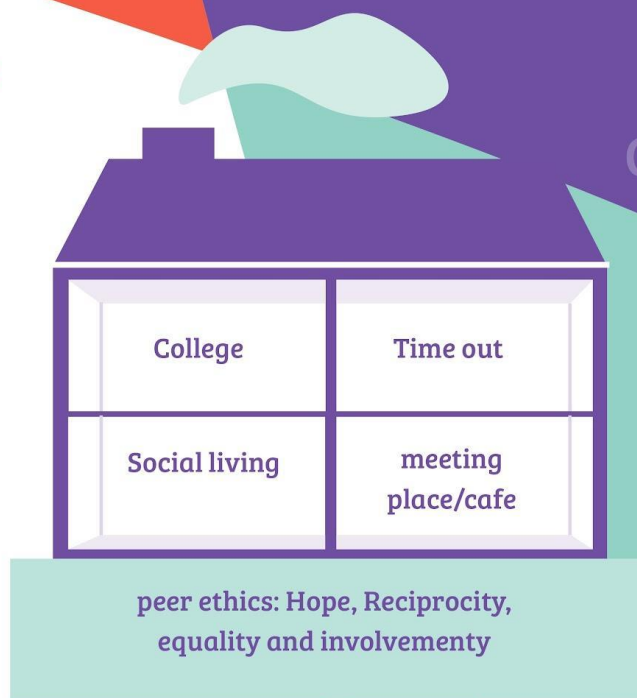 College
Time out
Social living
meeting
place/cafe
peer ethics: Hope, Reciprocity,
equality and involvementy